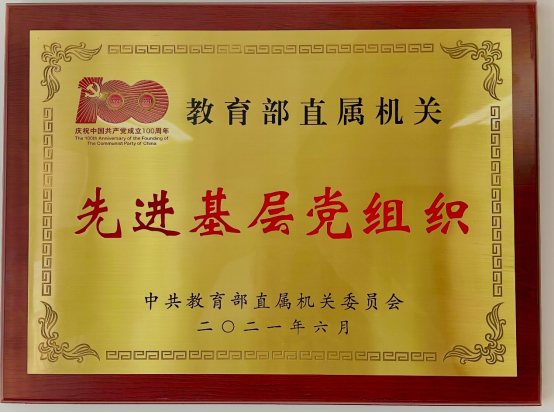 100
庆祝中国共产党成立100周年
The 100th Anniversary of the Founding of
The Communist Party of China
教育部直属机关
先进基层党组织
中共教育部直属机关委员会
二〇二一年六月